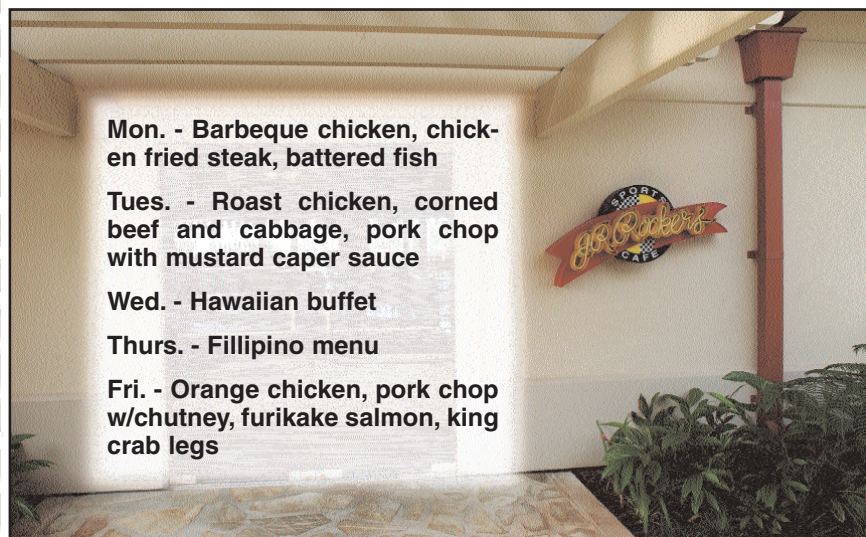 Mon. - Barbeque chicken, chick-
en fried steak, battered fish
Tues. - Roast chicken, corned
beef and cabbage, pork chop
with mustard caper sauce
Wed. - Hawaiian buffet
Thurs. - Fillipino menu
Fri. - Orange chicken, pork chop
w/chutney, furikake salmon, king
crab legs
SPORTS
JR Rockers
CAFE